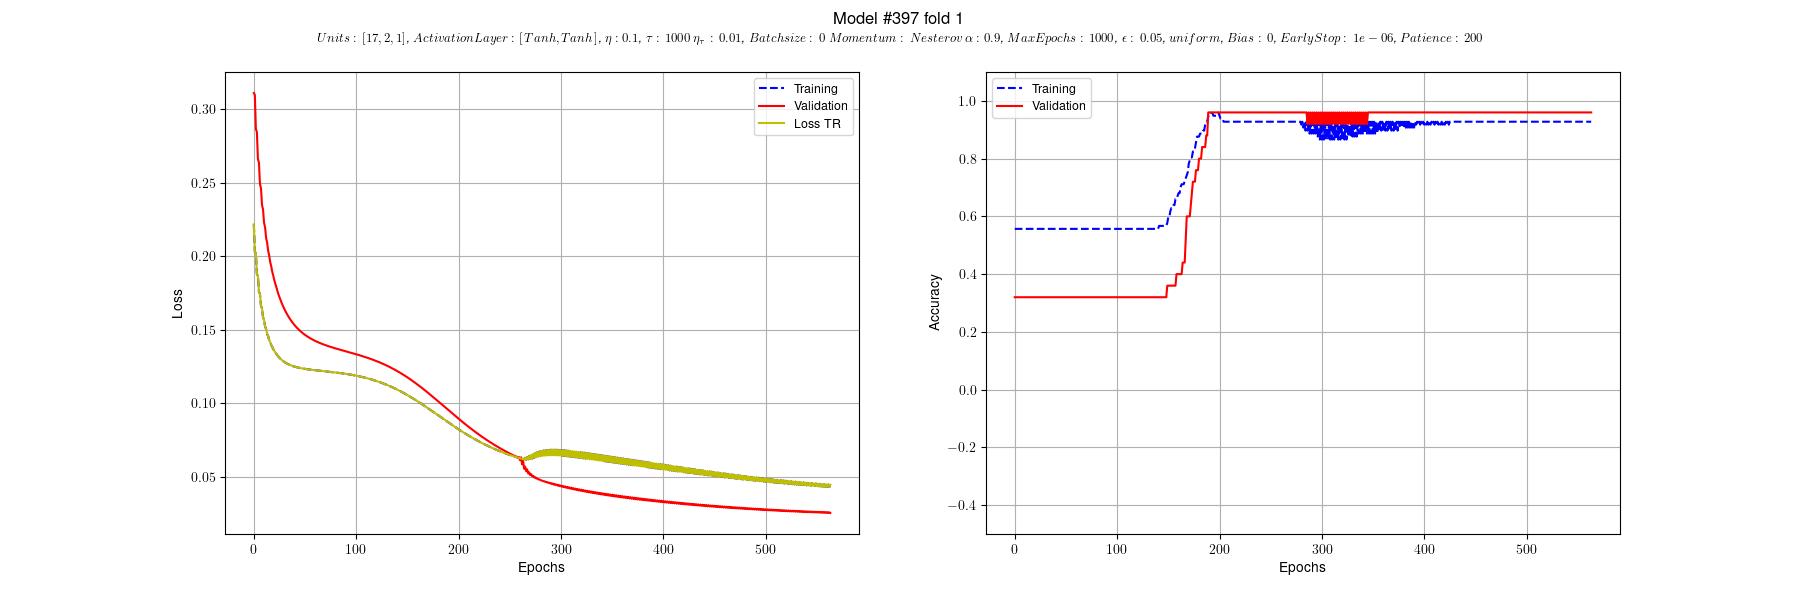 Model #397 fold 1
Units : [17, 2, 1], ActivationLayer : [Tanh, Tanh], η : 0.1, τ : 1000 ητ : 0.01, Batchsize : 0 Momentum : Nesterov α : 0.9, MaxEpochs : 1000, ϵ : 0.05, uniform, Bias : 0, EarlyStop : 1e − 06, Patience : 200
Training
Validation
Loss TR
0.30
0.25
0.20
0.15
0.10
0.05
Loss
0 100 200 300 400 500
Epochs
Training
Validation
1.0
0.8
0.6
0.4
0.2
0.0
−0.2
−0.4
Accuracy
0 100 200 300 400 500
Epochs